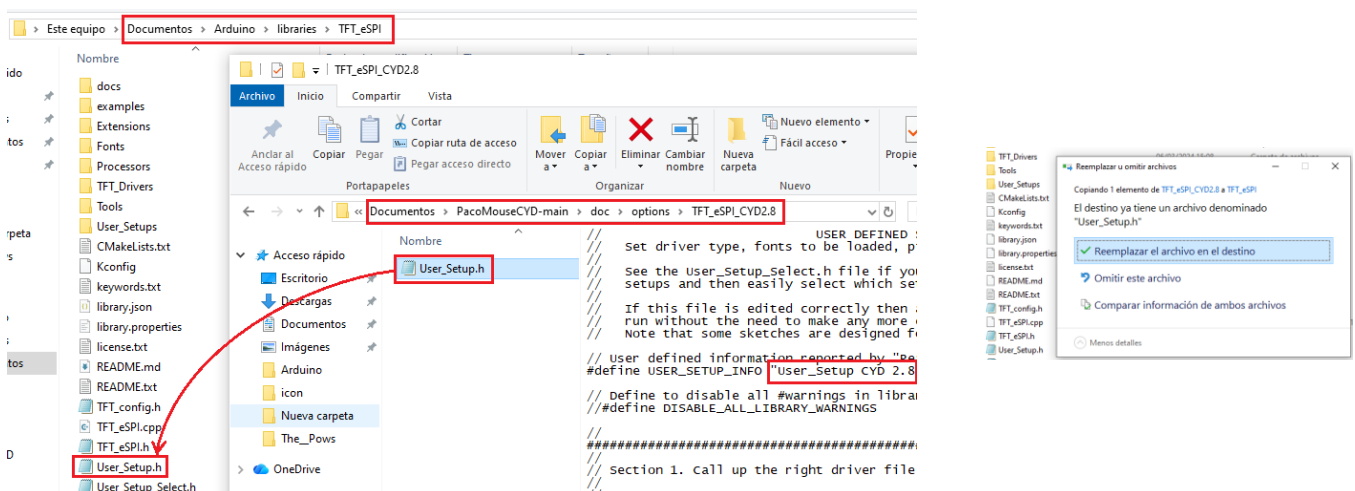 Este equipo > Documentos > Arduino > libraries > TFT_eSPI
Nombre
docs
examples
Extensions
Fonts
Processors
TFT_Drivers
Tools
User_Setups
CMakeLists.txt
Kconfig
keywords.txt
library.json
library.properties
license.txt
README.md
README.txt
TFT_config.h
TFT_eSPI.cpp
TFT_eSPI.h
User_Setup.h
User_Setup_Select.h
TFT_eSPI_CYD2.8
Archivo Inicio Compartir Vista
Anclar al Acceso rápido
Copiar
Pegar
Cortar
Copiar ruta de acceso
Pegar acceso directo
Portapapeles
Mover a
Copiar a
Eliminar
Cambiar nombre
Organizar
Nueva carpeta
Nuevo elemento
Fácil acceso
Nuevo
« Documentos > PacoMouseCYD-main > doc > options > TFT_eSPI_CYD2.8
Acceso rápido
Escritorio
Descargas
Documentos
Imágenes
Arduino
icon
Nueva carpeta
The__Pows
OneDrive
Nombre
User_Setup.h
// USER DEFINED
// Set driver type, fonts to be loaded,
//
// See the User_Setup_Select.h file if
// setups and then easily select which
//
// If this file is edited correctly then
// run without the need to make any more
// Note that some sketches are designed
// User defined information reported by
#define USER_SETUP_INFO "User_Setup CYD 2.8
// Define to disable all #warnings in
//#define DISABLE_ALL_LIBRARY_WARNINGS
//
// Section 1. Call up the right driver file
//
TFT_Drivers
Tools
User_Setups
CMakeLists.txt
Kconfig
keywords.txt
library.json
library.properties
license.txt
README.md
README.txt
TFT_config.h
TFT_eSPI.cpp
TFT_eSPI.h
User_Setup.h
Reemplazar u omitir archivos
Copiando 1 elemento de TFT_eSPI_CYD2.8 a TFT_eSPI
El destino ya tiene un archivo denominado
"User_Setup.h"
Reemplazar el archivo en el destino
Omitir este archivo
Comparar información de ambos archivos
Menos detalles